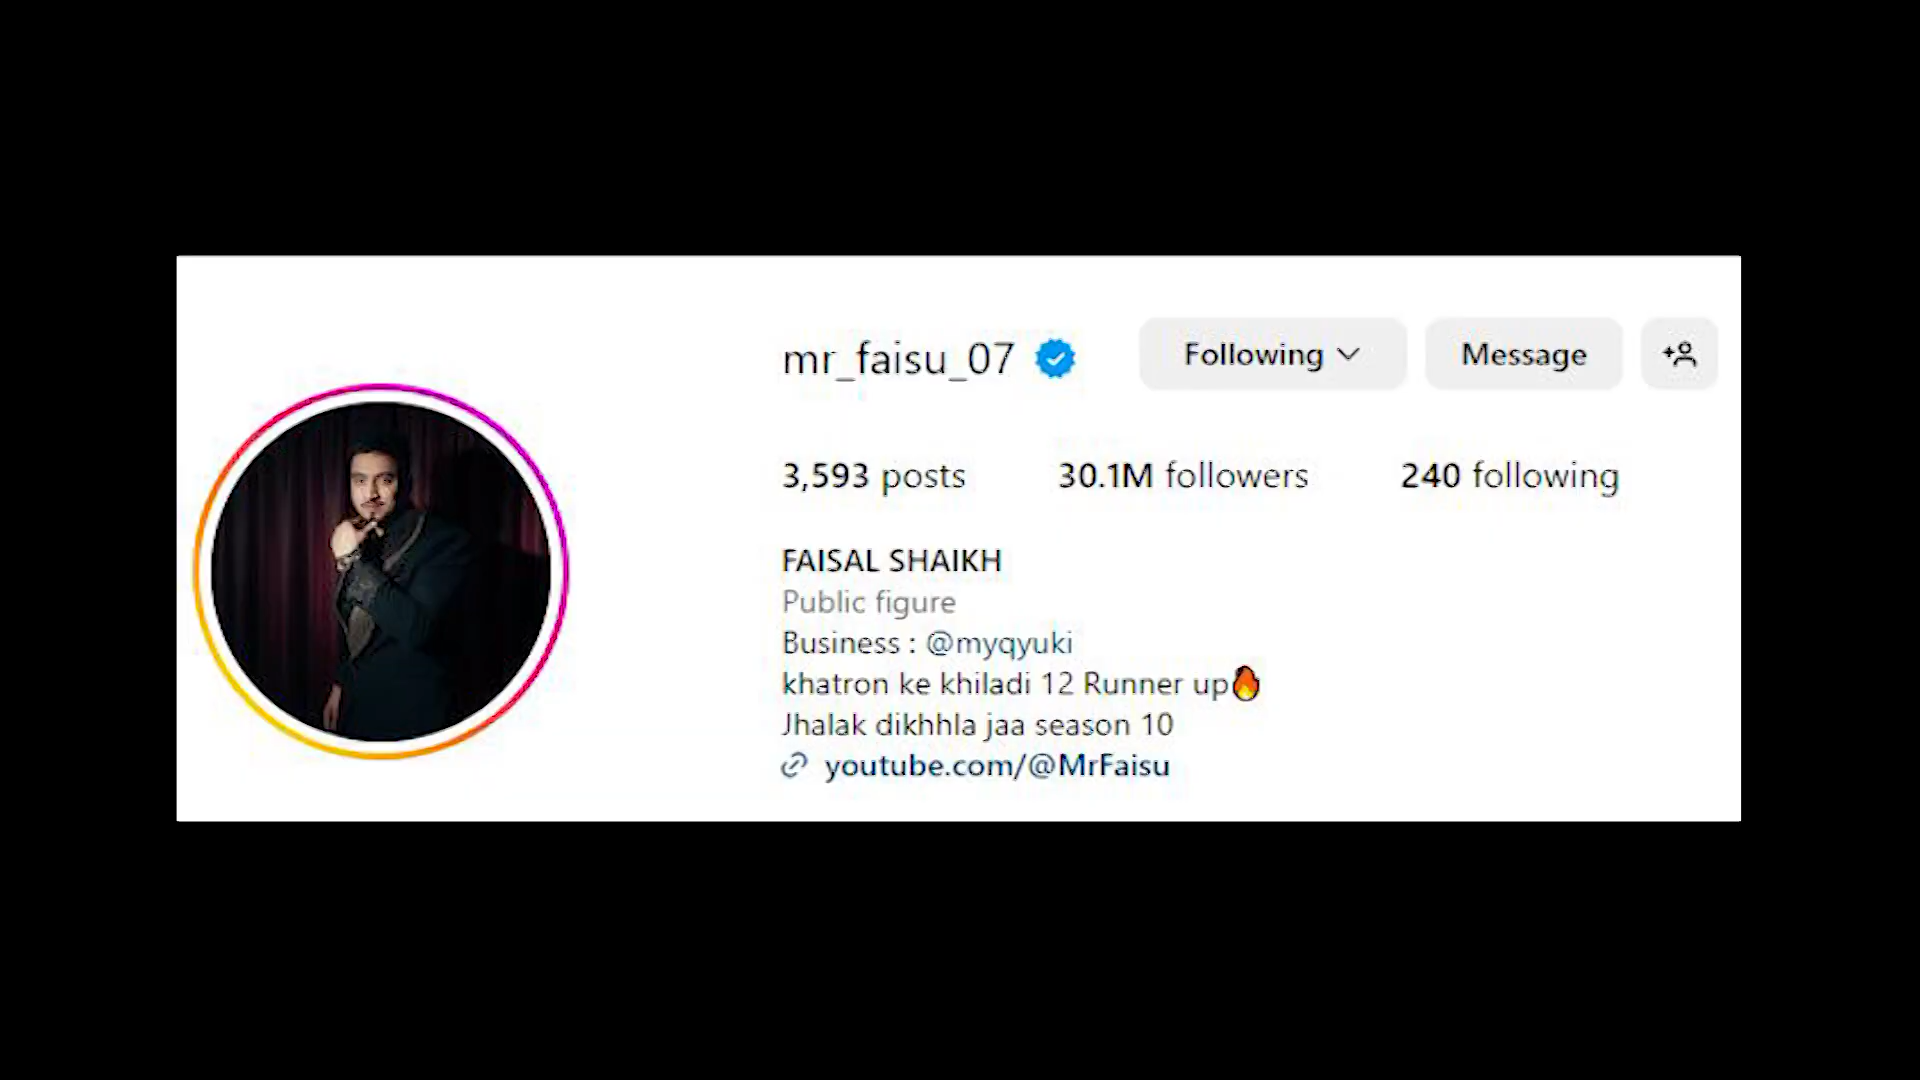 mr_faisu_07
Following
Message
3,593 posts
30.1M followers
240 following
FAISAL SHAIKH
Public figure
Business : @myqyuki
khatron ke khiladi 12 Runner up🔥
Jhalak dikhhla jaa season 10
youtube.com/@MrFaisu